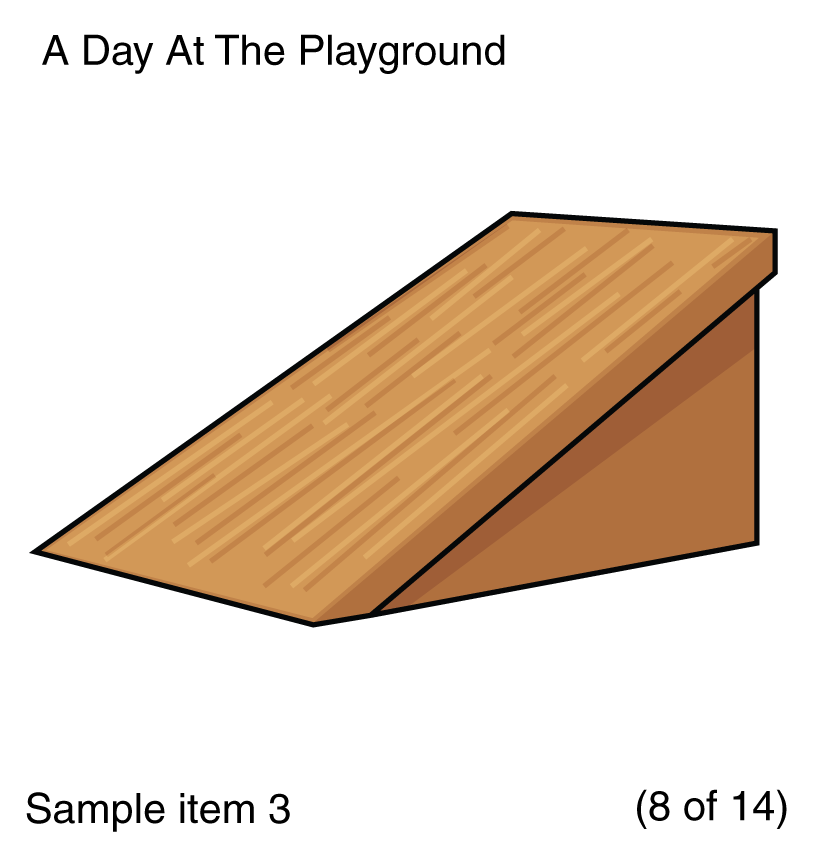 A Day At The Playground
Sample item 3
(8 of 14)